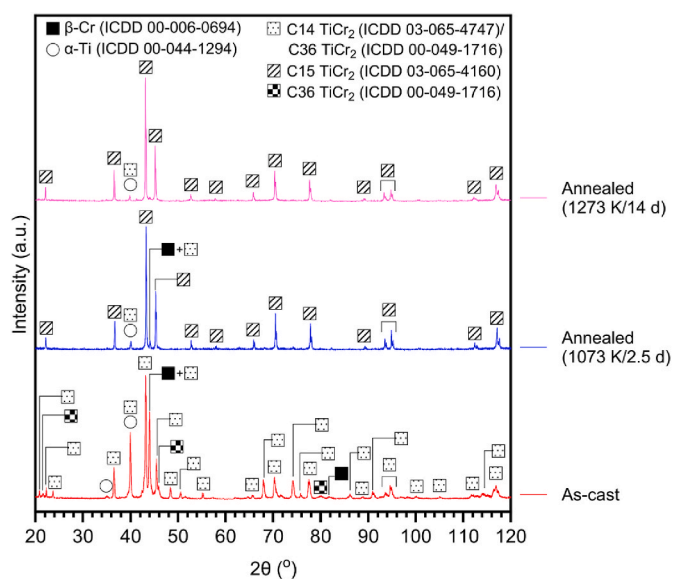 β-Cr (ICDD 00-006-0694)
α-Ti (ICDD 00-044-1294)
C14 TiCr₂ (ICDD 03-065-4747)/
C36 TiCr₂ (ICDD 00-049-1716)
C15 TiCr₂ (ICDD 03-065-4160)
C36 TiCr₂ (ICDD 00-049-1716)
Intensity (a.u.)
Annealed
(1273 K/14 d)
+
Annealed
(1073 K/2.5 d)
+
As-cast
20 30 40 50 60 70 80 90 100 110 120
2θ (°)